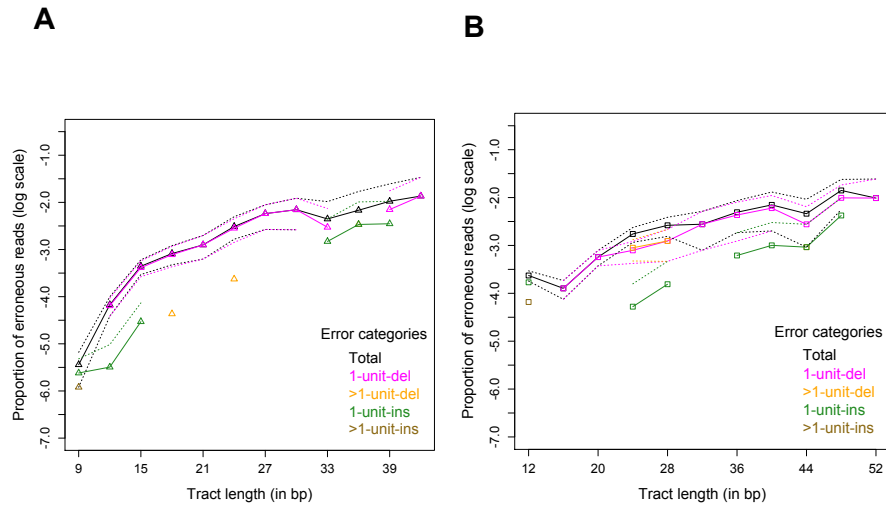 A
B
Proportion of erroneous reads (log scale)
-1.0
-2.0
-3.0
-4.0
-5.0
-6.0
-7.0
9
15
21
27
33
39
Tract length (in bp)
Error categories
Total
1-unit-del
>1-unit-del
1-unit-ins
>1-unit-ins
Proportion of erroneous reads (log scale)
-1.0
-2.0
-3.0
-4.0
-5.0
-6.0
-7.0
12
20
28
36
44
52
Tract length (in bp)
Error categories
Total
1-unit-del
>1-unit-del
1-unit-ins
>1-unit-ins